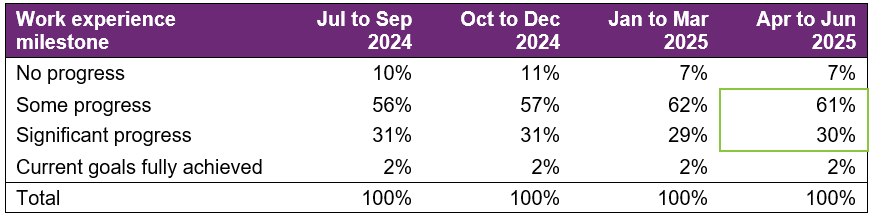 Work experience milestone Jul to Sep 2024 Oct to Dec 2024 Jan to Mar 2025 Apr to Jun 2025
No progress 10% 11% 7% 7%
Some progress 56% 57% 62% 61%
Significant progress 31% 31% 29% 30%
Current goals fully achieved 2% 2% 2% 2%
Total 100% 100% 100% 100%